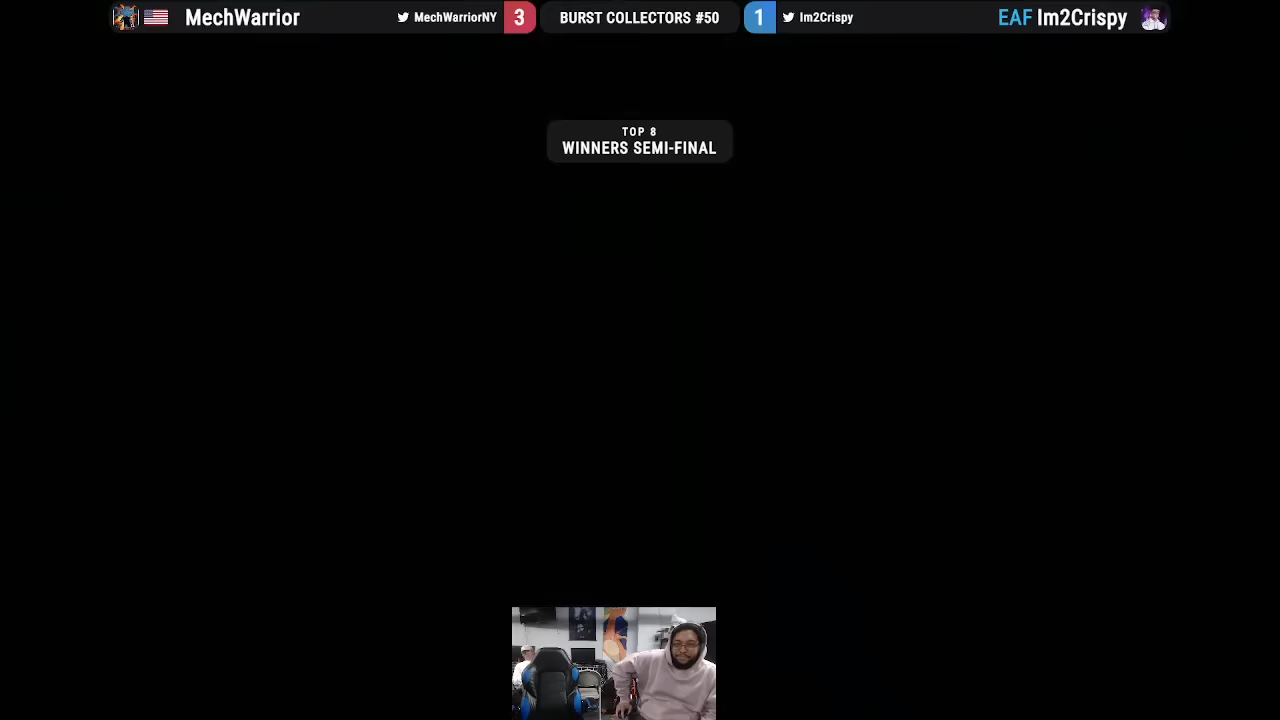 MechWarrior MechWarriorNY 3 BURST COLLECTORS #50 1 Im2Crispy EAF Im2Crispy
TOP 8
WINNERS SEMI-FINAL